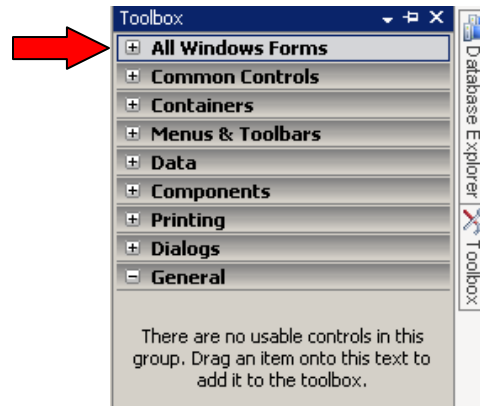 Toolbox
All Windows Forms
Common Controls
Containers
Menus & Toolbars
Data
Components
Printing
Dialogs
General
There are no usable controls in this
group. Drag an item onto this text to
add it to the toolbox.
Database Explorer
Toolbox